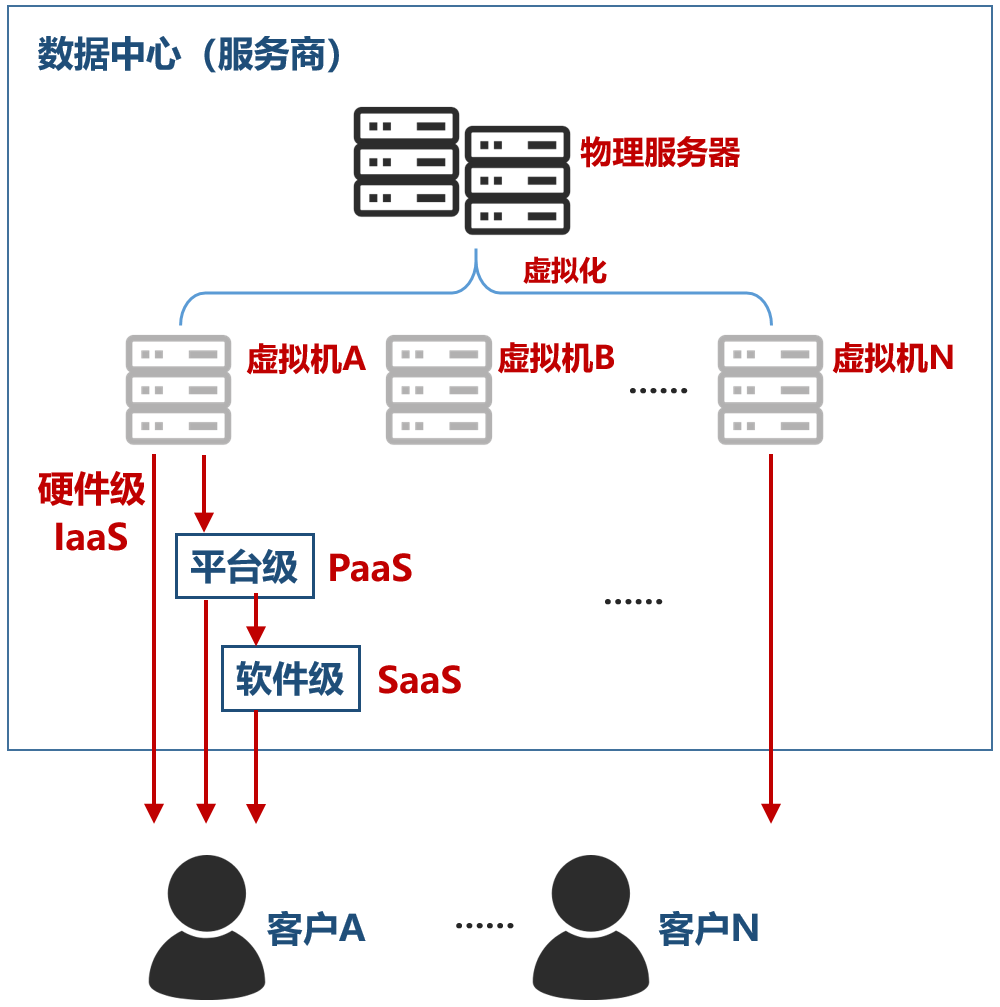 数据中心（服务商）
物理服务器
虚拟化
虚拟机A
虚拟机B
......
虚拟机N
硬件级
IaaS
平台级
PaaS
......
软件级
SaaS
客户A
......
客户N